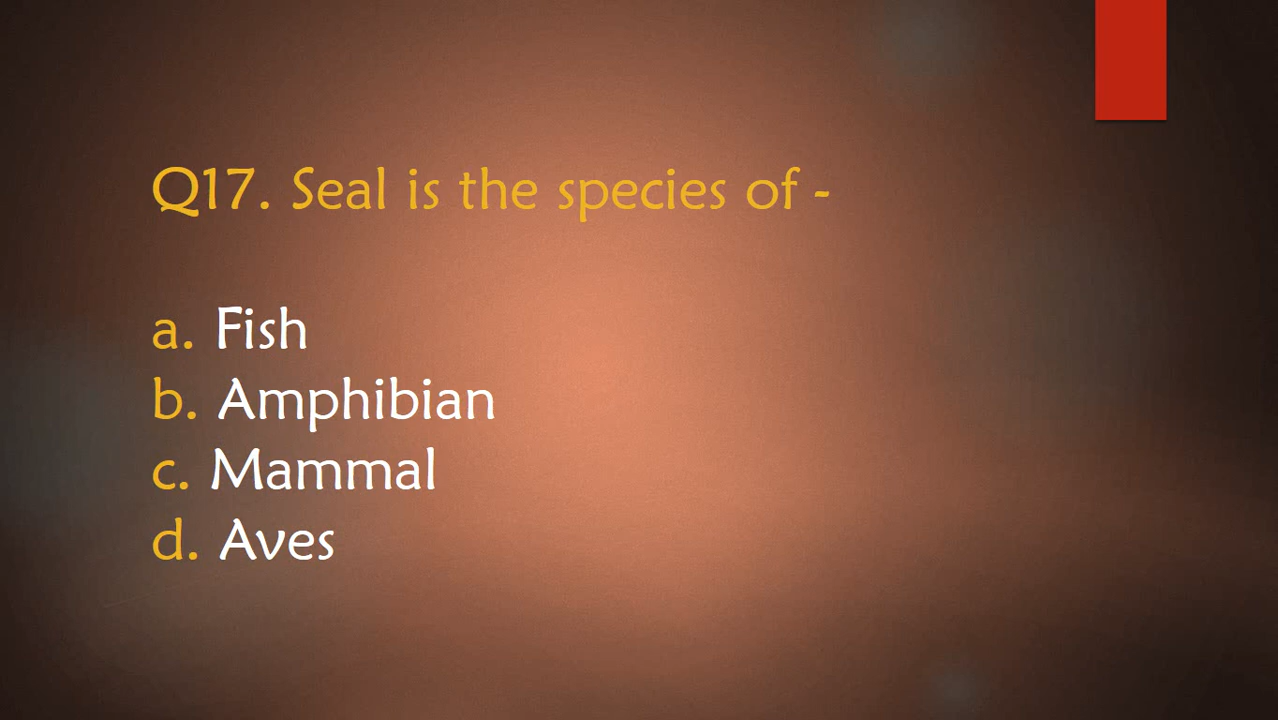 Q17. Seal is the species of -
a. Fish
b. Amphibian
c. Mammal
d. Aves